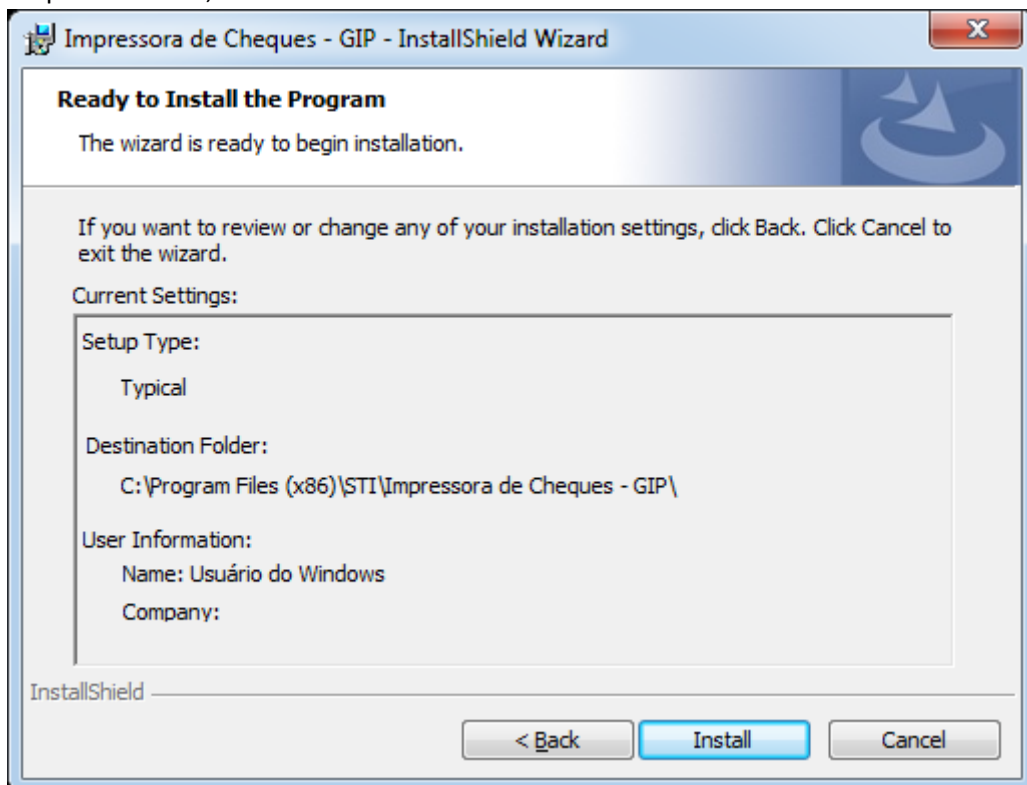 Impressora de Cheques - GIP - InstallShield Wizard
Ready to Install the Program
The wizard is ready to begin installation.
If you want to review or change any of your installation settings, click Back. Click Cancel to
exit the wizard.
Current Settings:
Setup Type:
Typical
Destination Folder:
C:\Program Files (x86)\STI\Impressora de Cheques - GIP\
User Information:
Name: Usuário do Windows
Company:
InstallShield
< Back
Install
Cancel